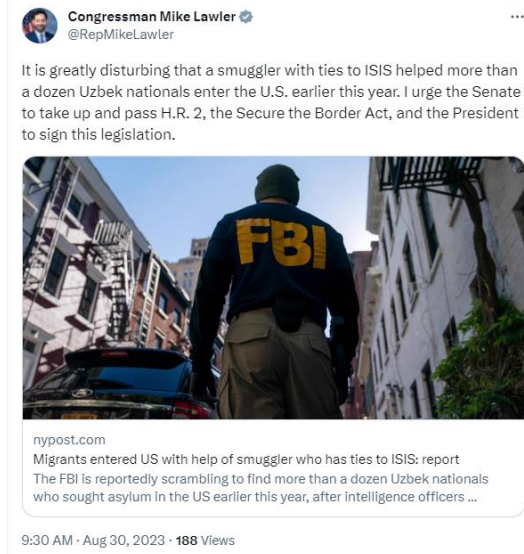 Congressman Mike Lawler
@RepMikeLawler
It is greatly disturbing that a smuggler with ties to ISIS helped more than
a dozen Uzbek nationals enter the U.S. earlier this year. I urge the Senate
to take up and pass H.R. 2, the Secure the Border Act, and the President
to sign this legislation.
FBI
nypost.com
Migrants entered US with help of smuggler who has ties to ISIS: report
The FBI is reportedly scrambling to find more than a dozen Uzbek nationals
who sought asylum in the US earlier this year, after intelligence officers ...
9:30 AM · Aug 30, 2023 · 188 Views